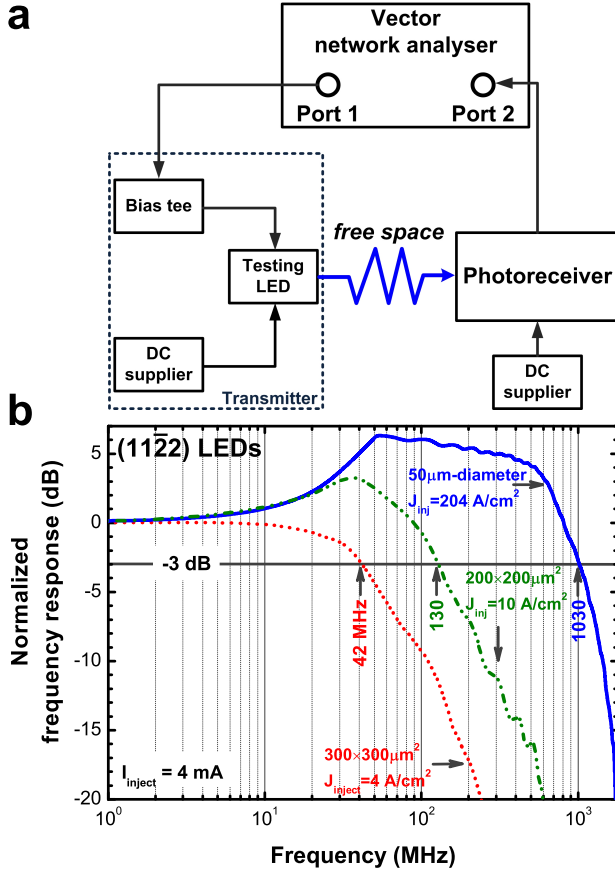 a
Vector
network analyser
Port 1
Port 2
Bias tee
Testing
LED
DC
supplier
Transmitter
free space
Photoreceiver
DC
supplier
b
(112̅2) LEDs
50μm-diameter
J_inj=204 A/cm²
-3 dB
200×200μm²
J_inj=10 A/cm²
42 MHz
130
1030
300×300μm²
J_inject=4 A/cm²
I_inject = 4 mA
5
0
-5
-10
-15
-20
10⁰
10¹
10²
10³
Normalized
frequency response (dB)
Frequency (MHz)